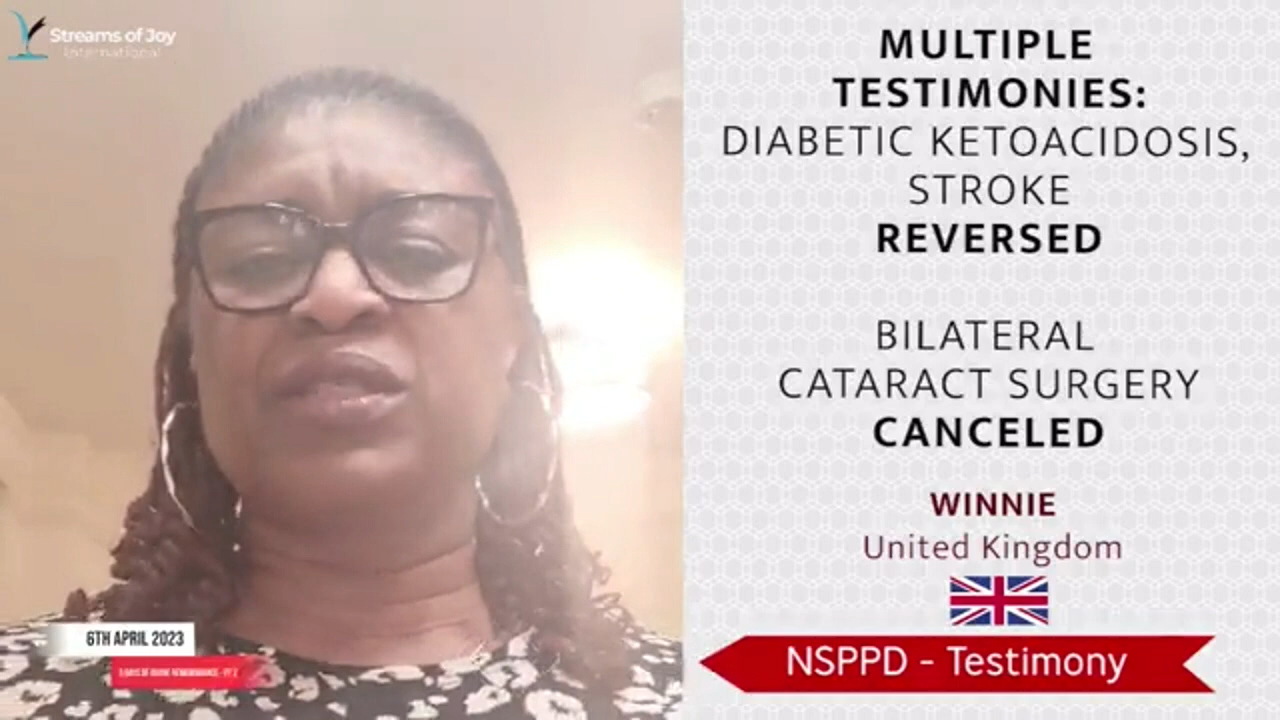 Streams of Joy
International
MULTIPLE
TESTIMONIES:
DIABETIC KETOACIDOSIS,
STROKE
REVERSED
BILATERAL
CATARACT SURGERY
CANCELED
WINNIE
United Kingdom
NSPPD - Testimony
6TH APRIL 2023